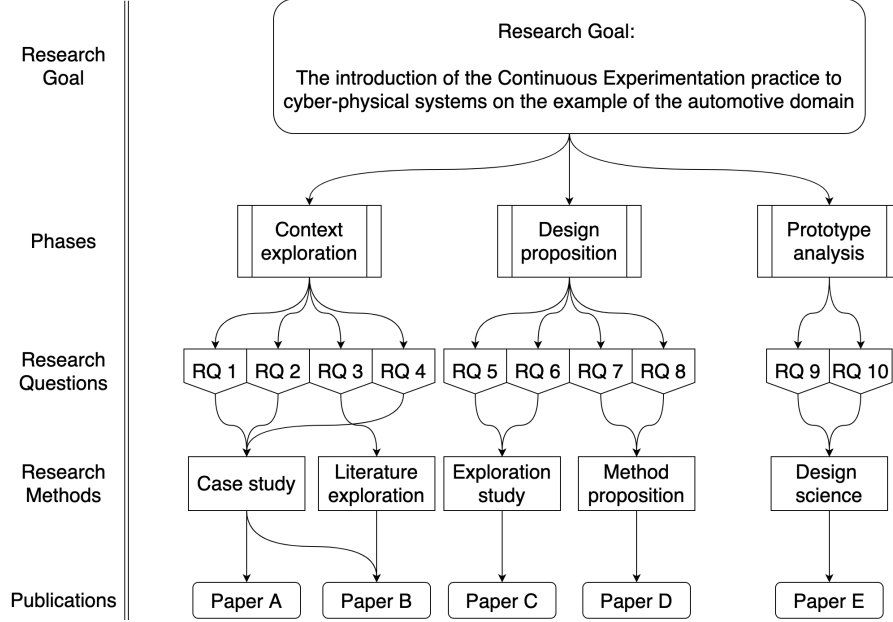 Research
Goal
Research Goal:
The introduction of the Continuous Experimentation practice to
cyber-physical systems on the example of the automotive domain
Phases
Context
exploration
Design
proposition
Prototype
analysis
Research
Questions
RQ 1
RQ 2
RQ 3
RQ 4
RQ 5
RQ 6
RQ 7
RQ 8
RQ 9
RQ 10
Research
Methods
Case study
Literature
exploration
Exploration
study
Method
proposition
Design
science
Publications
Paper A
Paper B
Paper C
Paper D
Paper E